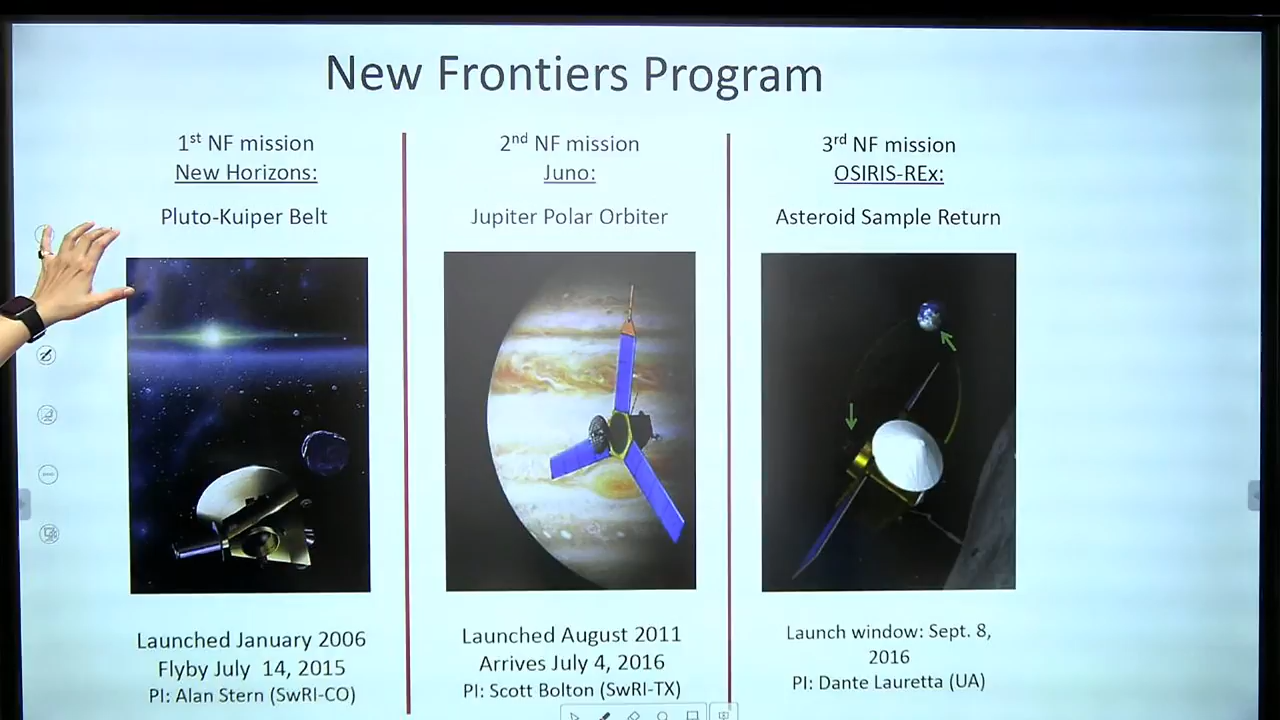 New Frontiers Program
1st NF mission
New Horizons:
Pluto-Kuiper Belt
Launched January 2006
Flyby July 14, 2015
PI: Alan Stern (SwRI-CO)
2nd NF mission
Juno:
Jupiter Polar Orbiter
Launched August 2011
Arrives July 4, 2016
PI: Scott Bolton (SwRI-TX)
3rd NF mission
OSIRIS-REx:
Asteroid Sample Return
Launch window: Sept. 8,
2016
PI: Dante Lauretta (UA)